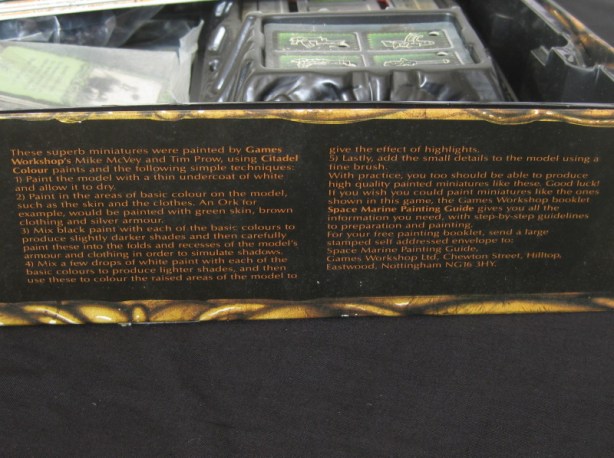 These superb miniatures were painted by Games
Workshop's Mike McVey and Tim Prow, using Citadel
Colour paints and the following simple techniques:
1) Paint the model with a thin undercoat of white
and allow it to dry.
2) Paint in the areas of basic colour on the model,
such as the skin and the clothes. An Ork for
example, would be painted with green skin, brown
clothing and silver armour.
3) Mix black paint with each of the basic colours to
produce slightly darker shades and then carefully
paint these into the folds and recesses of the model's
armour and clothing in order to simulate shadows.
4) Mix a few drops of white paint with each of the
basic colours to produce lighter shades, and then
use these to colour the raised areas of the model to
give the effect of highlights.
5) Lastly, add the small details to the model using a
fine brush.
With practice, you too should be able to produce
high quality painted miniatures like these. Good luck!
If you wish you could paint miniatures like the ones
shown in this game, the Games Workshop booklet
Space Marine Painting Guide gives you all the
information you need, with step-by-step guidelines
to preparation and painting.
For your free painting booklet, send a large
stamped self addressed envelope to:
Space Marine Painting Guide,
Games Workshop Ltd, Chewton Street, Hilltop,
Eastwood, Nottingham NG16 3HY.